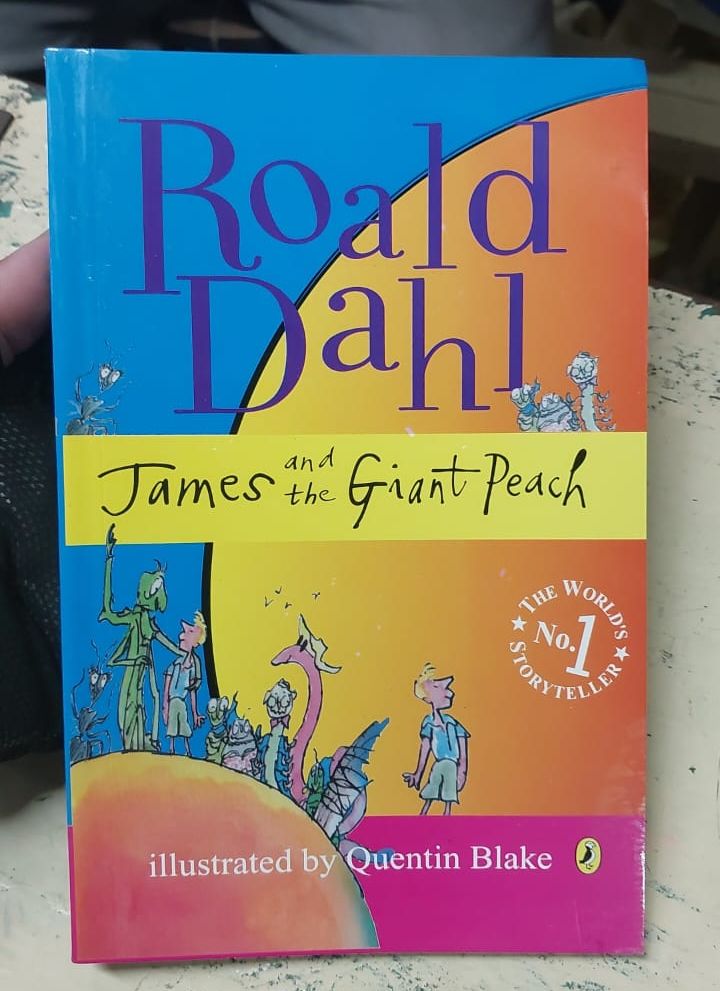 Roald
Dahl
James and the Giant Peach
THE WORLD'S
No.1
STORYTELLER
illustrated by Quentin Blake